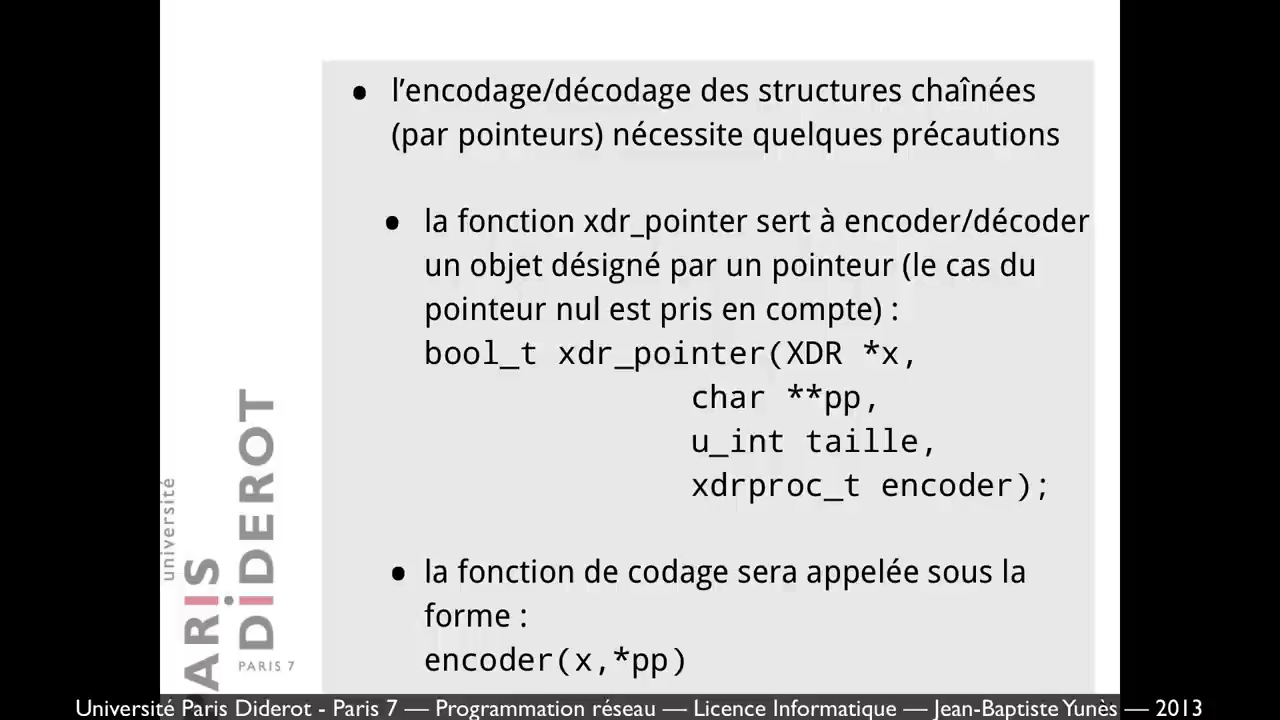 • l’encodage/décodage des structures chaînées
(par pointeurs) nécessite quelques précautions
• la fonction xdr_pointer sert à encoder/décoder
un objet désigné par un pointeur (le cas du
pointeur nul est pris en compte) :
bool_t xdr_pointer(XDR *x,
char **pp,
u_int taille,
xdrproc_t encoder);
• la fonction de codage sera appelée sous la
forme :
encoder(x,*pp)
université
PARIS
DIDEROT
PARIS 7
Université Paris Diderot - Paris 7 — Programmation réseau — Licence Informatique — Jean-Baptiste Yunès — 2013